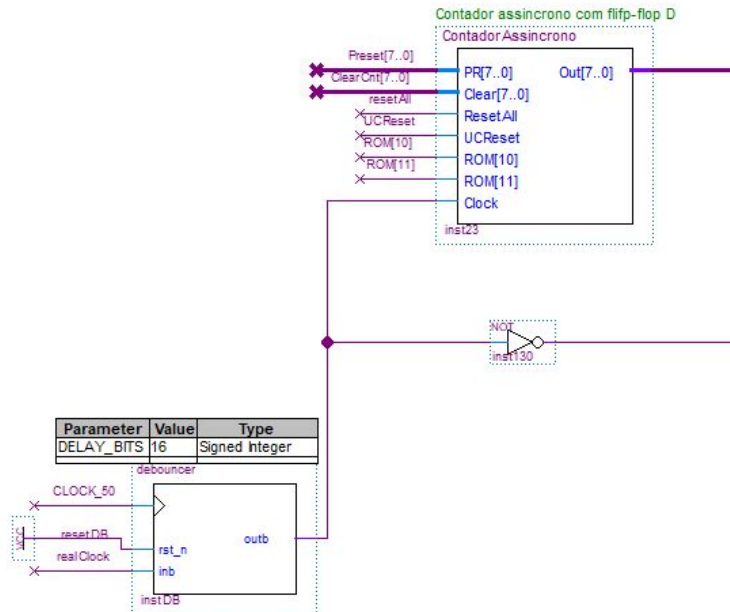 Contador assincrono com flifp-flop D
ContadorAssincrono
Preset[7..0]
PR[7..0] Out[7..0]
ClearCnt[7..0]
Clear[7..0]
resetAll
ResetAll
UCReset
UCReset
ROM[10]
ROM[10]
ROM[11]
ROM[11]
Clock
inst23
NOT
inst130
Parameter Value Type
DELAY_BITS 16 Signed Integer
debouncer
CLOCK_50
VCC
resetDB
rst_n outb
realClock
inb
instDB